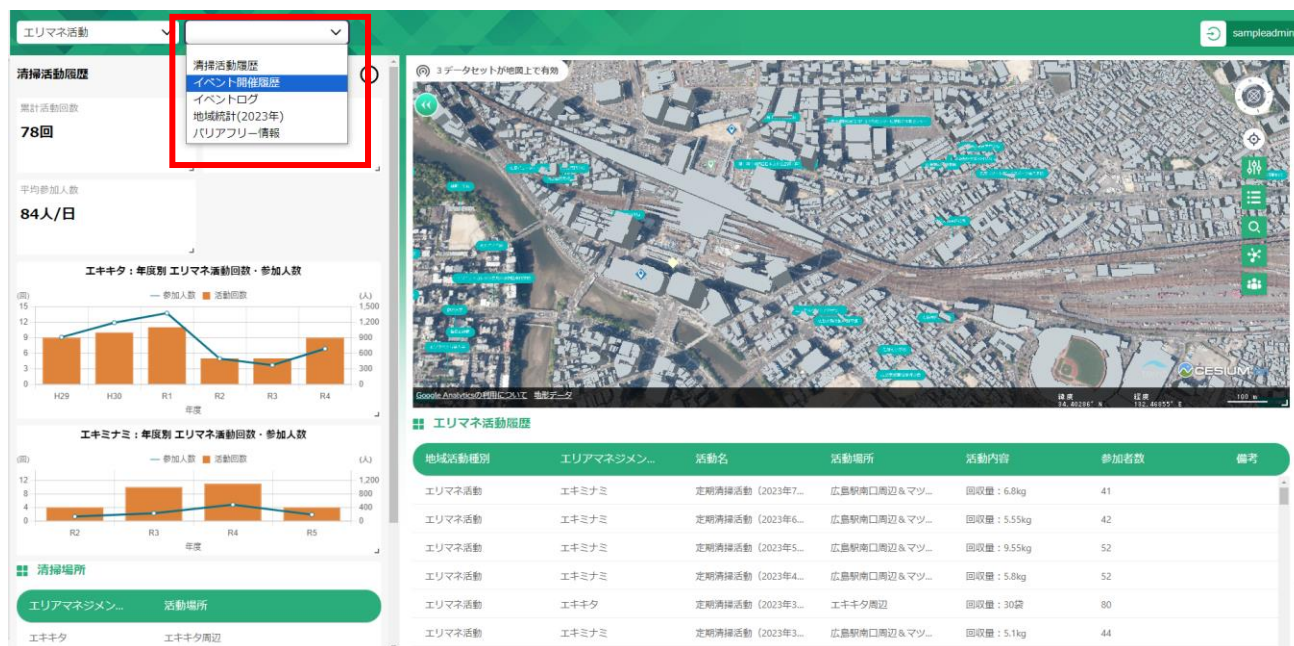 エリマネ活動
sampleadmin
清掃活動履歴
イベント開催履歴
イベントログ
地域統計(2023年)
バリアフリー情報
清掃活動履歴
累計活動回数
78回
平均参加人数
84人/日
エキキタ：年度別 エリマネ活動回数・参加人数
(回)
参加人数 活動回数
(人)
15 1,500
12 1,200
9 900
6 600
3 300
0 0
H29 H30 R1 R2 R3 R4
年度
エキミナミ：年度別 エリマネ活動回数・参加人数
(回)
参加人数 活動回数
(人)
12 1,200
8 800
4 400
0 0
R2 R3 R4 R5
年度
清掃場所
エリアマネジメン... 活動場所
エキキタ エキキタ周辺
3 データセットが地図上で有効
Google Analyticsの利用について 地形データ
CESIUM
緯度
経度
100 m
エリマネ活動履歴
地域活動種別 エリアマネジメン... 活動名 活動場所 活動内容 参加者数 備考
エリマネ活動 エキミナミ 定期清掃活動（2023年7... 広島駅南口周辺＆マツ... 回収量：6.8kg 41
エリマネ活動 エキミナミ 定期清掃活動（2023年6... 広島駅南口周辺＆マツ... 回収量：5.55kg 42
エリマネ活動 エキミナミ 定期清掃活動（2023年5... 広島駅南口周辺＆マツ... 回収量：9.55kg 52
エリマネ活動 エキミナミ 定期清掃活動（2023年4... 広島駅南口周辺＆マツ... 回収量：5.8kg 52
エリマネ活動 エキキタ 定期清掃活動（2023年3... エキキタ周辺 回収量：30袋 80
エリマネ活動 エキミナミ 定期清掃活動（2023年3... 広島駅南口周辺＆マツ... 回収量：5.1kg 44